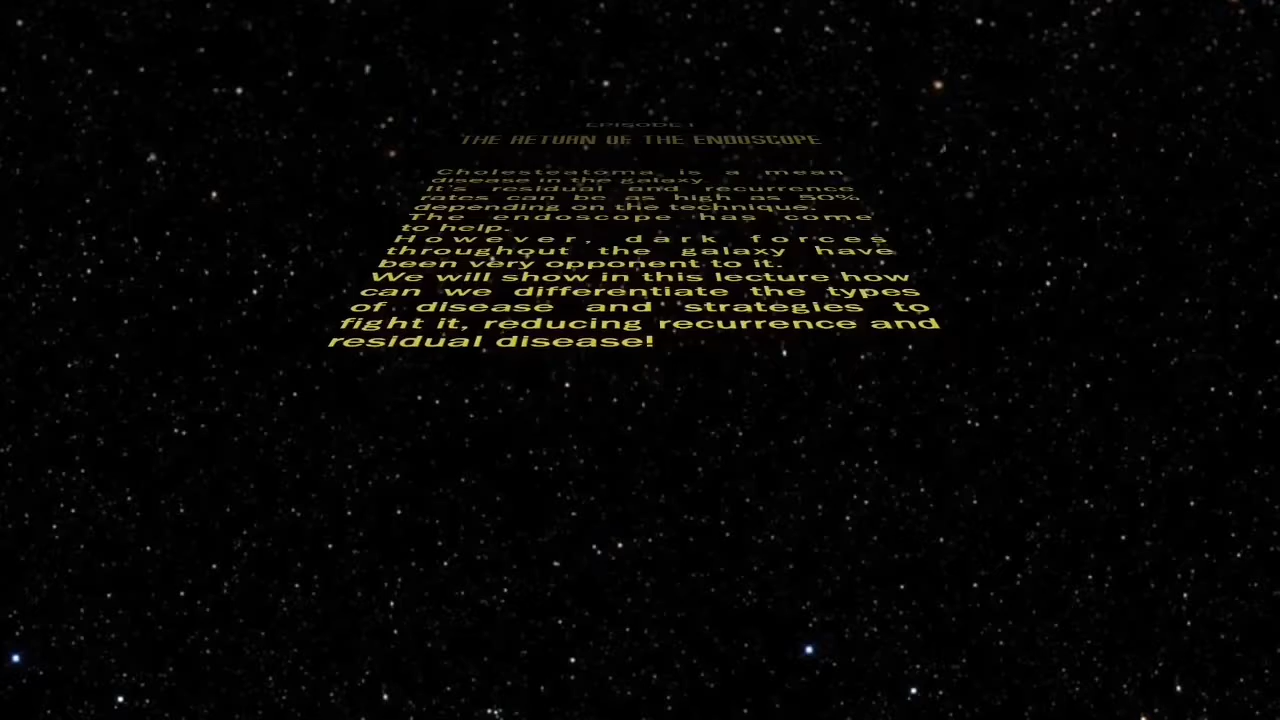 EPISODE I
THE RETURN OF THE ENDOSCOPE
Cholesteatoma is a mean
disease in the galaxy.
It's residual and recurrence
rates can be as high as 50%
depending on the technique.
The endoscope has come
to help.
However, dark forces
throughout the galaxy have
been very opponent to it.
We will show in this lecture how
can we differentiate the types
of disease and strategies to
fight it, reducing recurrence and
residual disease!